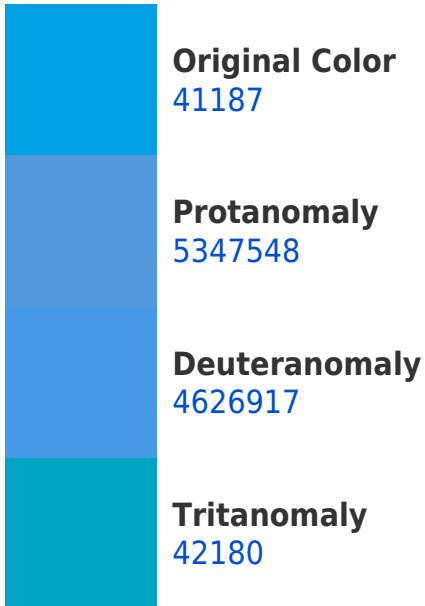 Original Color
41187
Protanomaly
5347548
Deuteranomaly
4626917
Tritanomaly
42180